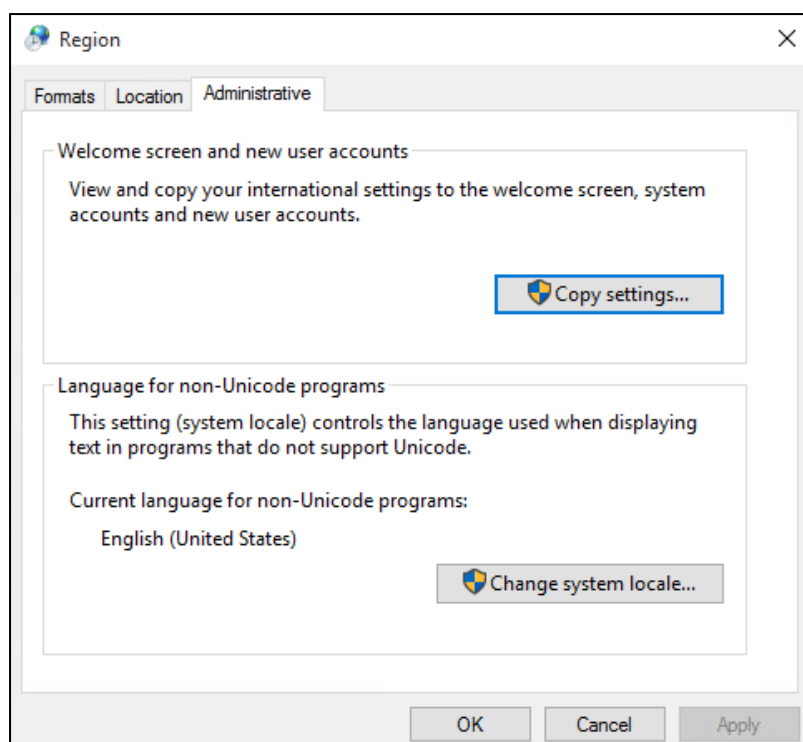 Region
Formats
Location
Administrative
Welcome screen and new user accounts
View and copy your international settings to the welcome screen, system
accounts and new user accounts.
Copy settings...
Language for non-Unicode programs
This setting (system locale) controls the language used when displaying
text in programs that do not support Unicode.
Current language for non-Unicode programs:
English (United States)
Change system locale...
OK
Cancel
Apply